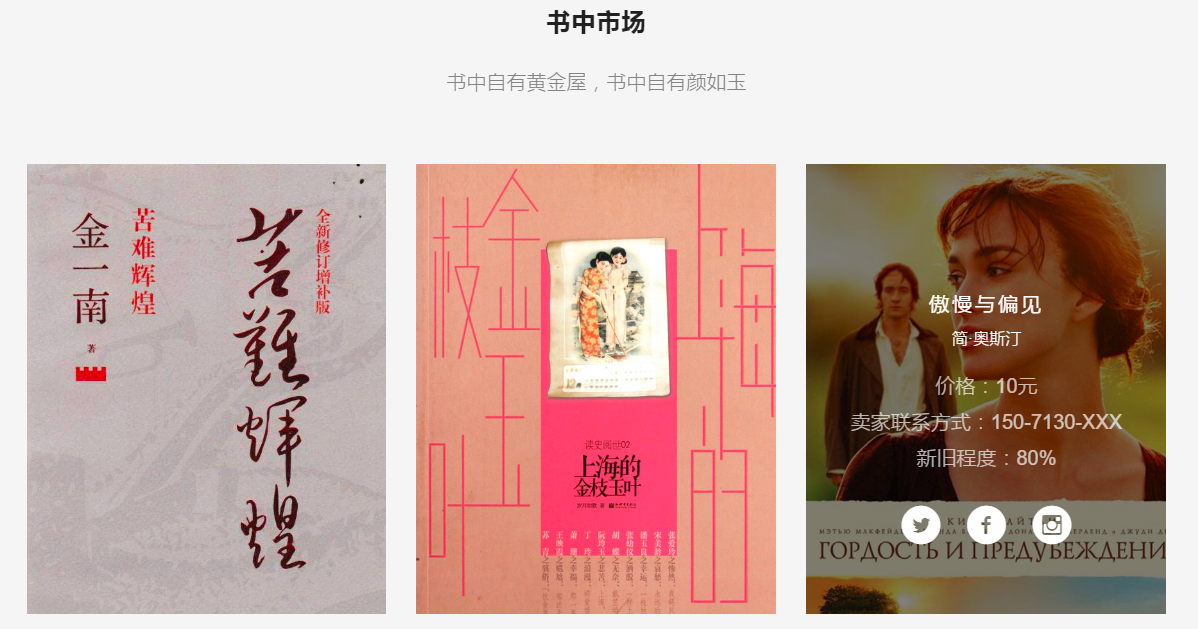 书中市场
书中自有黄金屋，书中自有颜如玉
金一南
著
苦难辉煌
苦難輝煌
全新修订增补版
上海的
金枝玉叶
读史阅世02
上海的
金枝玉叶
傲慢与偏见
简·奥斯汀
价格：10元
卖家联系方式：150-7130-XXX
新旧程度：80%
ГОРДОСТЬ И ПРЕДУБЕЖДЕНИ